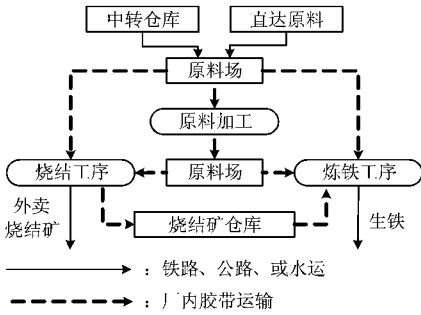 中转仓库
直达原料
原料场
原料加工
烧结工序
原料场
炼铁工序
外卖
烧结矿
烧结矿仓库
生铁
：铁路、公路、或水运
：厂内胶带运输